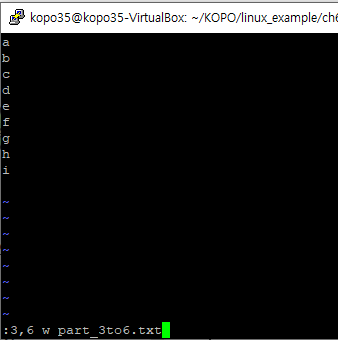 kopo35@kopo35-VirtualBox: ~/KOPO/linux_example/ch6
a
b
c
d
e
f
g
h
i
~
~
~
~
~
~
~
~
:3,6 w part_3to6.txt